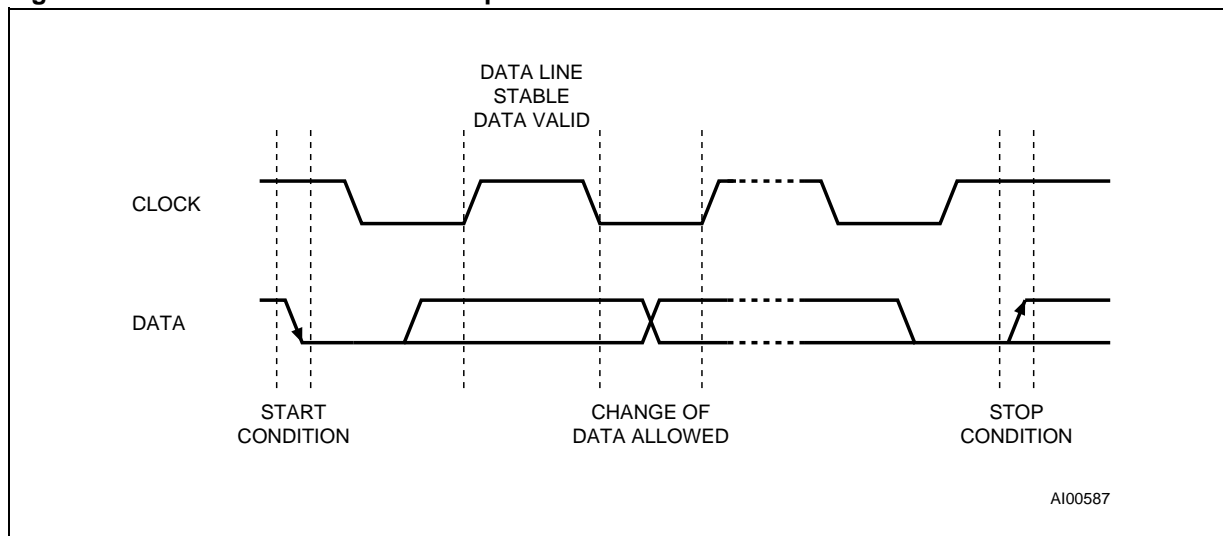 DATA LINE
STABLE
DATA VALID
CLOCK
DATA
START
CONDITION
CHANGE OF
DATA ALLOWED
STOP
CONDITION
AI00587